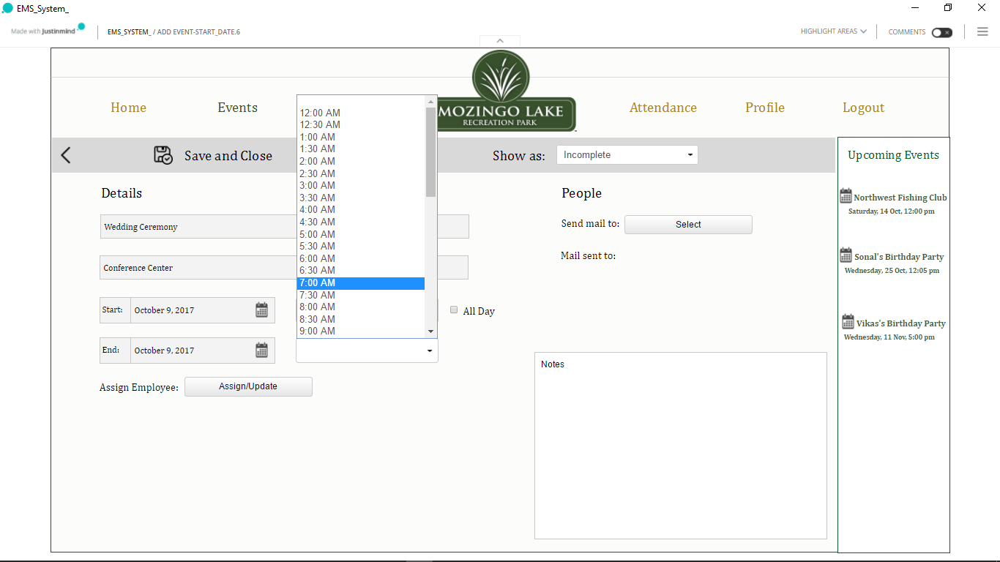 EMS_System_
Made with Justinmind
EMS_SYSTEM_ / ADD EVENT-START_DATE.6
HIGHLIGHT AREAS
COMMENTS
MOZINGO LAKE
RECREATION PARK
Home
Events
Attendance
Profile
Logout
Save and Close
Show as:
Incomplete
12:00 AM
12:30 AM
1:00 AM
1:30 AM
2:00 AM
2:30 AM
3:00 AM
3:30 AM
4:00 AM
4:30 AM
5:00 AM
5:30 AM
6:00 AM
6:30 AM
7:00 AM
7:30 AM
8:00 AM
8:30 AM
9:00 AM
Details
Wedding Ceremony
Conference Center
Start:
October 9, 2017
All Day
End:
October 9, 2017
Assign Employee:
Assign/Update
People
Send mail to:
Select
Mail sent to:
Notes
Upcoming Events
Northwest Fishing Club
Saturday, 14 Oct, 12:00 pm
Sonal's Birthday Party
Wednesday, 25 Oct, 12:05 pm
Vikas's Birthday Party
Wednesday, 11 Nov, 5:00 pm